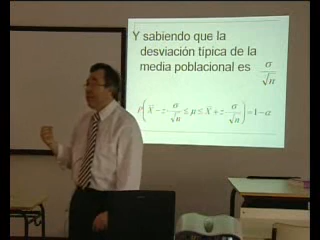 Y sabiendo que la
desviación típica de la
media poblacional es σ/√n
P(X̄ − z·σ/√n ≤ μ ≤ X̄ + z·σ/√n) = 1 − α